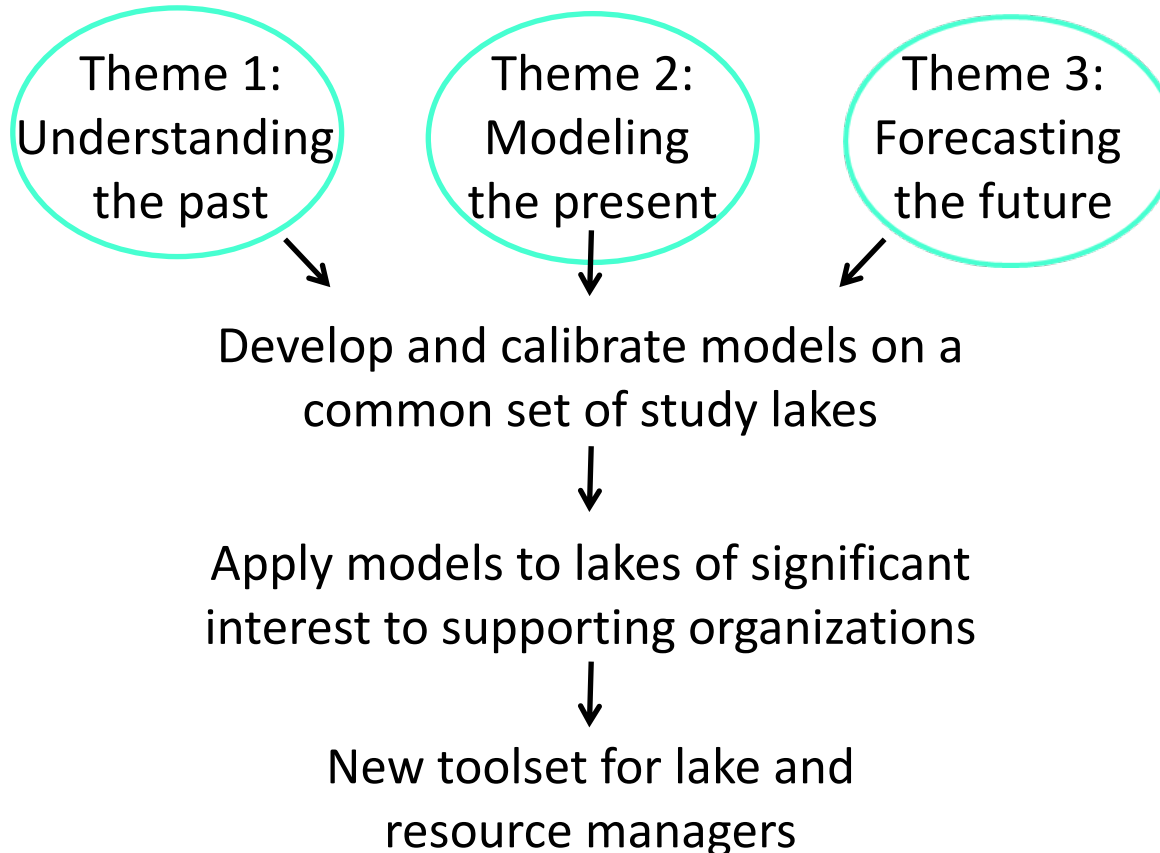 Theme 1:
Understanding
the past
Theme 2:
Modeling
the present
Theme 3:
Forecasting
the future
Develop and calibrate models on a
common set of study lakes
Apply models to lakes of significant
interest to supporting organizations
New toolset for lake and
resource managers